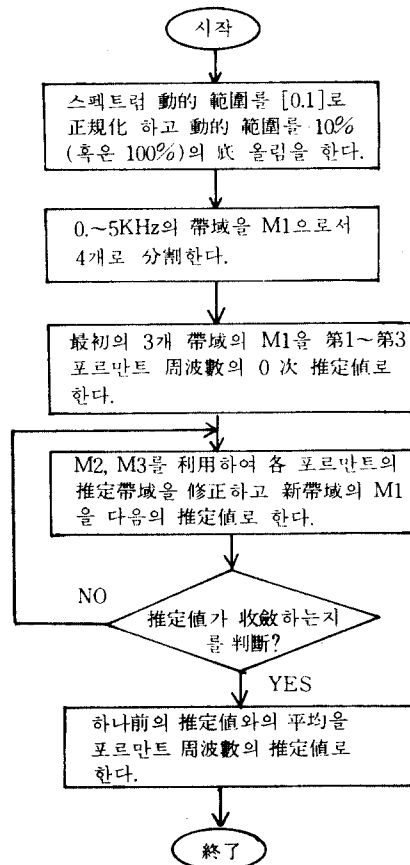 시작
스펙트럼 動的 範圍를 [0.1]로
正規化 하고 動的 範圍를 10%
(혹은 100%)의 底 올림을 한다.
0.~5KHz의 帶域을 M1으로서
4개로 分割한다.
最初의 3개 帶域의 M1을 第1~第3
포르만트 周波數의 0 次 推定値로
한다.
M2, M3를 利用하여 各 포르만트의
推定帶域을 修正하고 新帶域의 M1
을 다음의 推定値로 한다.
NO
推定値가 收斂하는지
를 判斷?
YES
하나前의 推定値와의 平均을
포르만트 周波數의 推定値로
한다.
終了